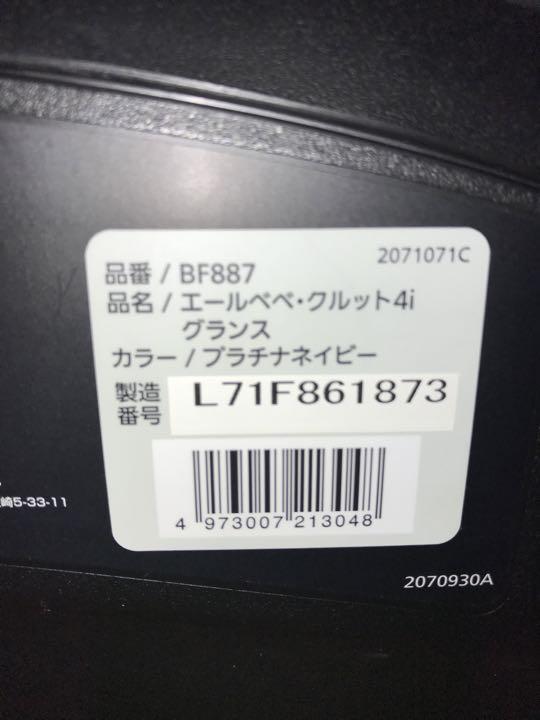 2071071C
品番 / BF887
品名 / エールベベ・クルット4i
グランス
カラー / プラチナネイビー
製造
番号
L71F861873
4 973007 213048
崎5-33-11
2070930A